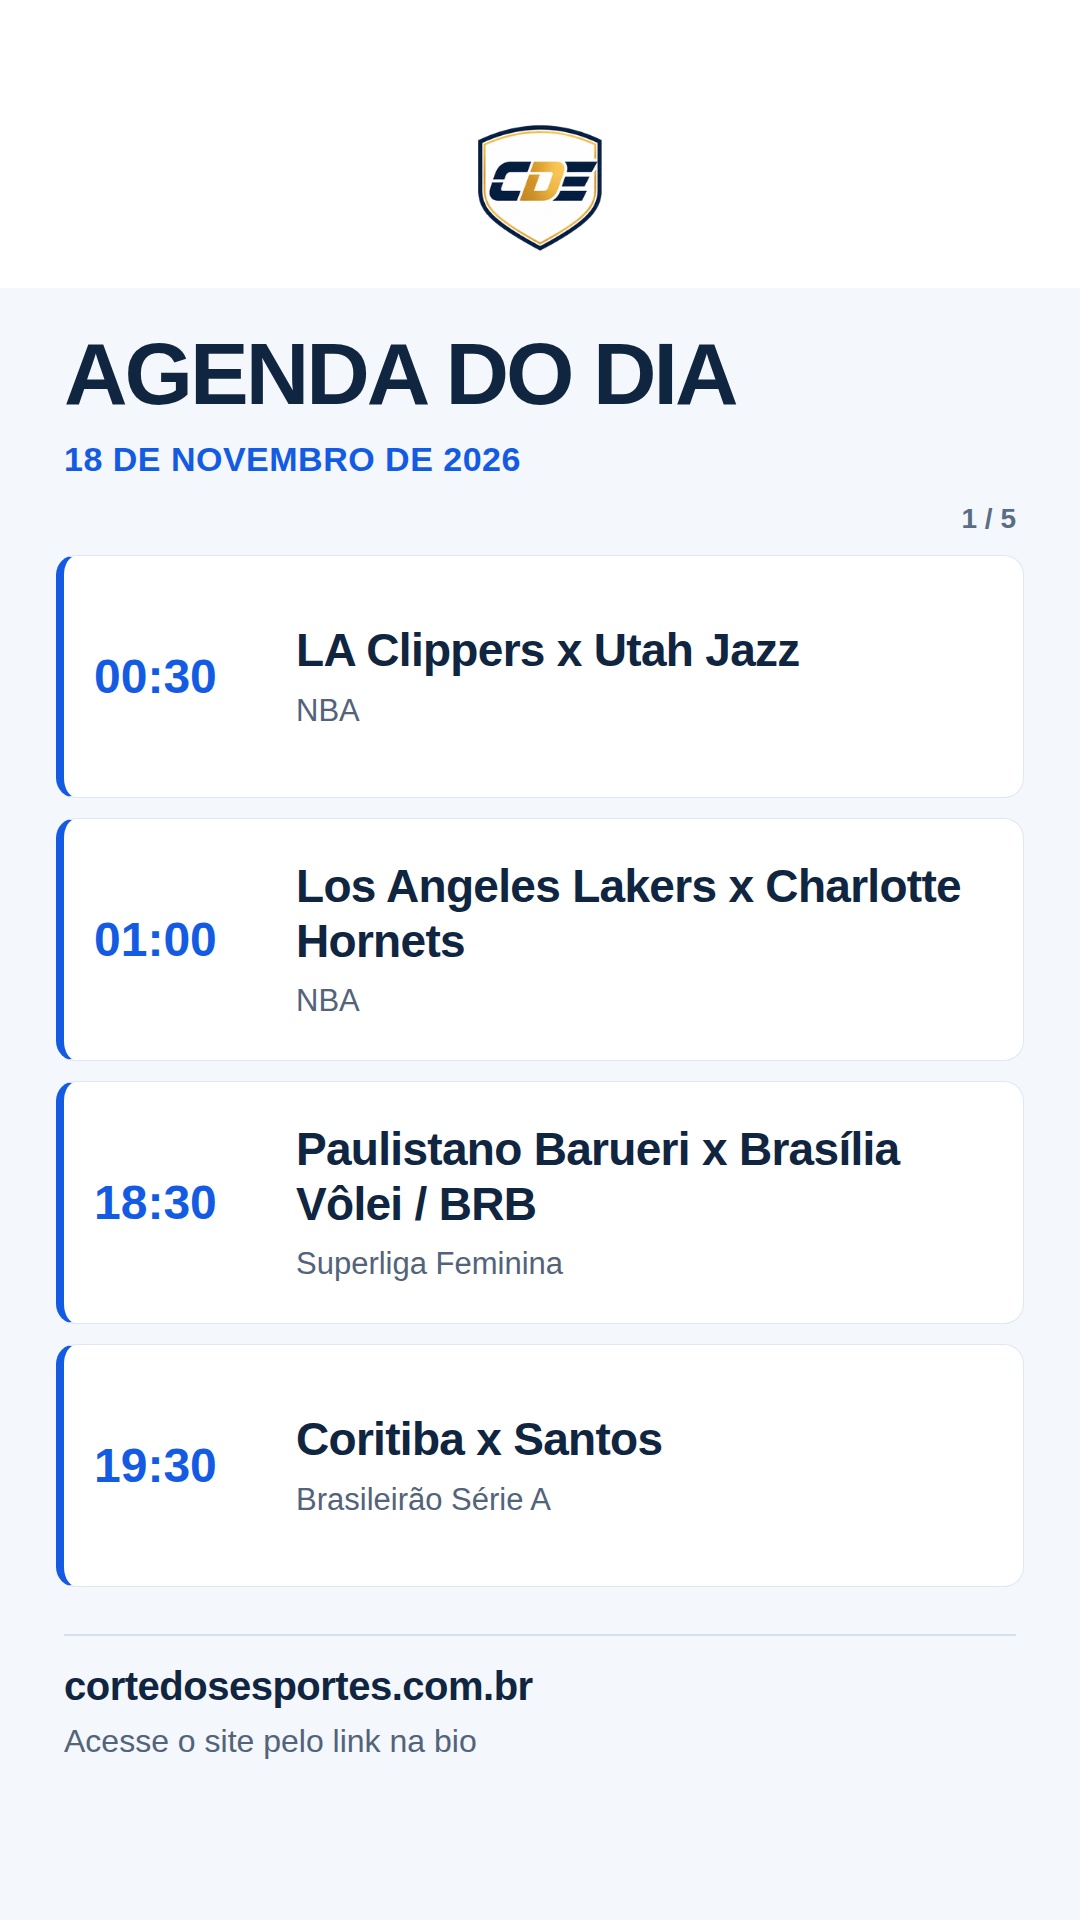 CDE
AGENDA DO DIA
18 DE NOVEMBRO DE 2026
1 / 5
00:30
LA Clippers x Utah Jazz
NBA
01:00
Los Angeles Lakers x Charlotte
Hornets
NBA
18:30
Paulistano Barueri x Brasília
Vôlei / BRB
Superliga Feminina
19:30
Coritiba x Santos
Brasileirão Série A
cortedosesportes.com.br
Acesse o site pelo link na bio